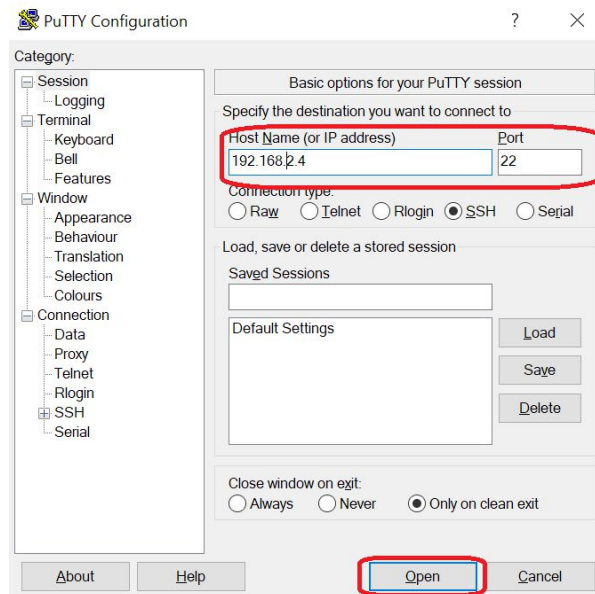 PuTTY Configuration ? ×
Category:
Session
Logging
Terminal
Keyboard
Bell
Features
Window
Appearance
Behaviour
Translation
Selection
Colours
Connection
Data
Proxy
Telnet
Rlogin
SSH
Serial
Basic options for your PuTTY session
Specify the destination you want to connect to
Host Name (or IP address) Port
192.168.2.4 22
Connection type:
Raw Telnet Rlogin SSH Serial
Load, save or delete a stored session
Saved Sessions
Default Settings
Load
Save
Delete
Close window on exit:
Always Never Only on clean exit
About Help Open Cancel